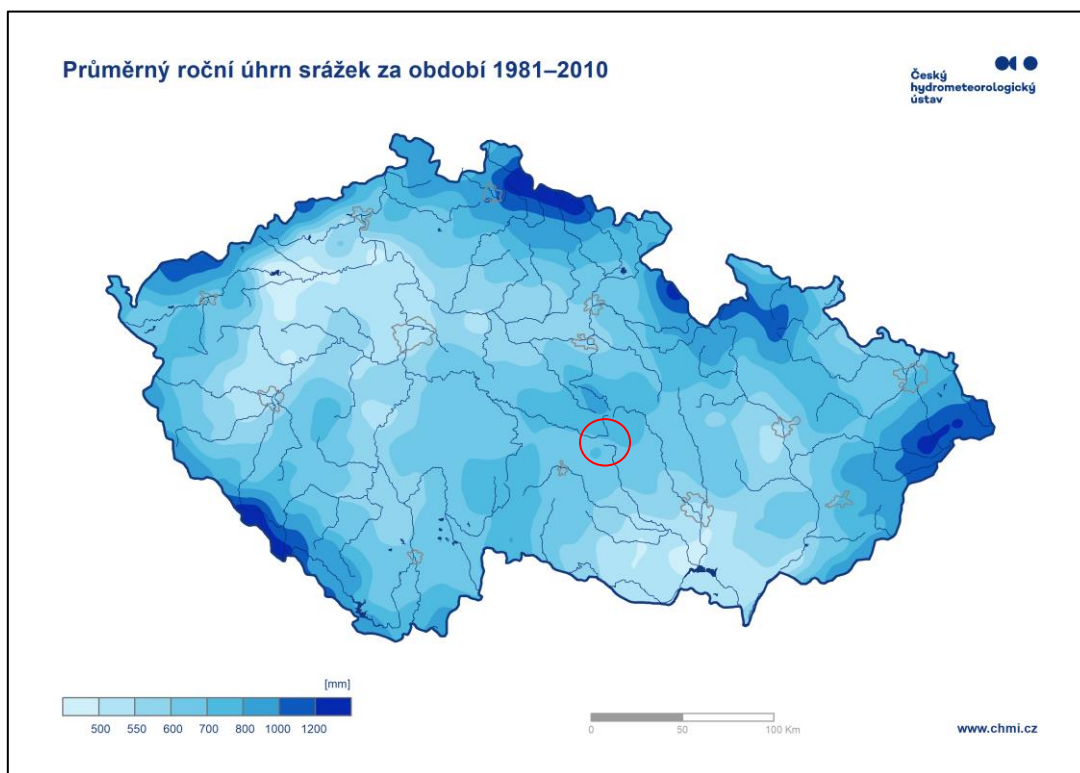 Průměrný roční úhrn srážek za období 1981–2010
Český
hydrometeorologický
ústav
[mm]
500 550 600 700 800 1000 1200
0 50 100 Km
www.chmi.cz